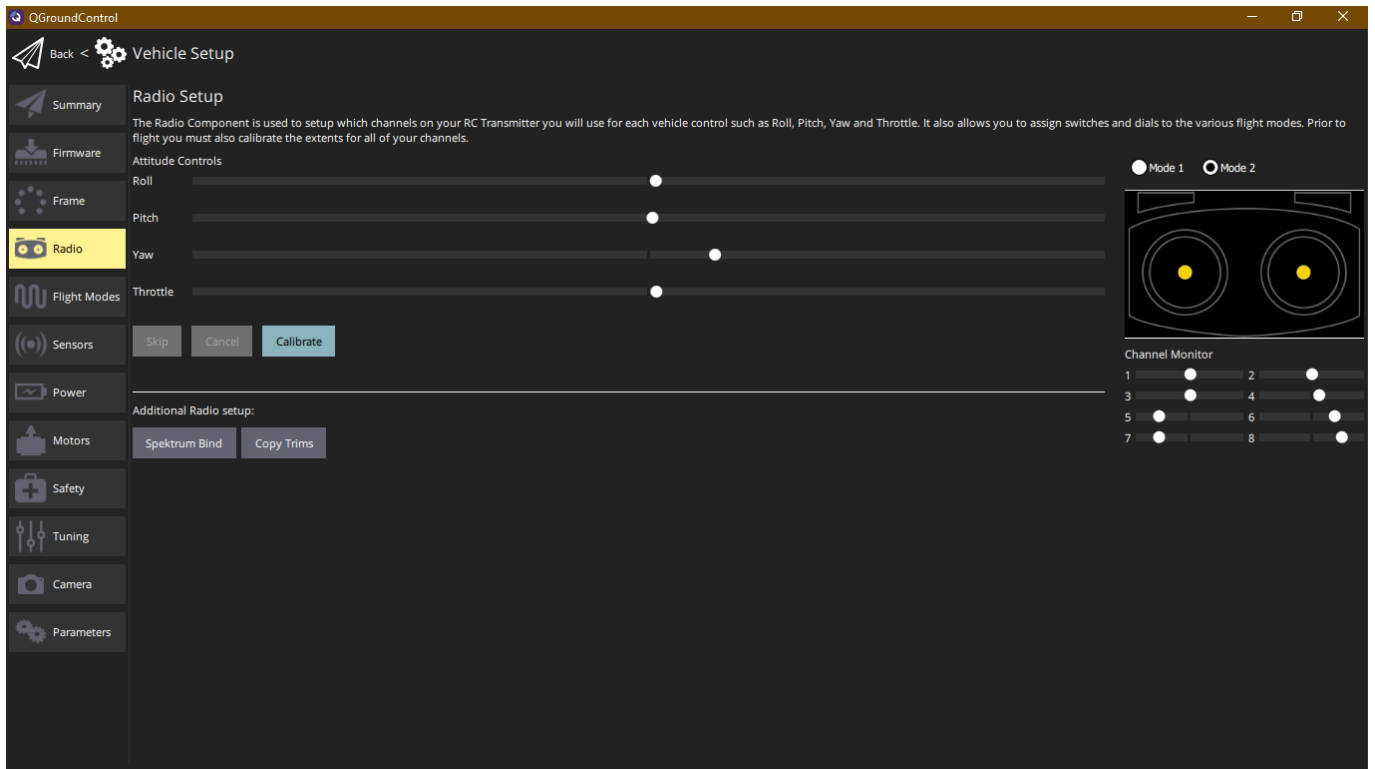 QGroundControl
Back < Vehicle Setup
Summary
Firmware
Frame
Radio
Flight Modes
Sensors
Power
Motors
Safety
Tuning
Camera
Parameters
Radio Setup
The Radio Component is used to setup which channels on your RC Transmitter you will use for each vehicle control such as Roll, Pitch, Yaw and Throttle. It also allows you to assign switches and dials to the various flight modes. Prior to
flight you must also calibrate the extents for all of your channels.
Attitude Controls
Roll
Pitch
Yaw
Throttle
Skip Cancel Calibrate
Additional Radio setup:
Spektrum Bind Copy Trims
Mode 1 Mode 2
Channel Monitor
1 2
3 4
5 6
7 8